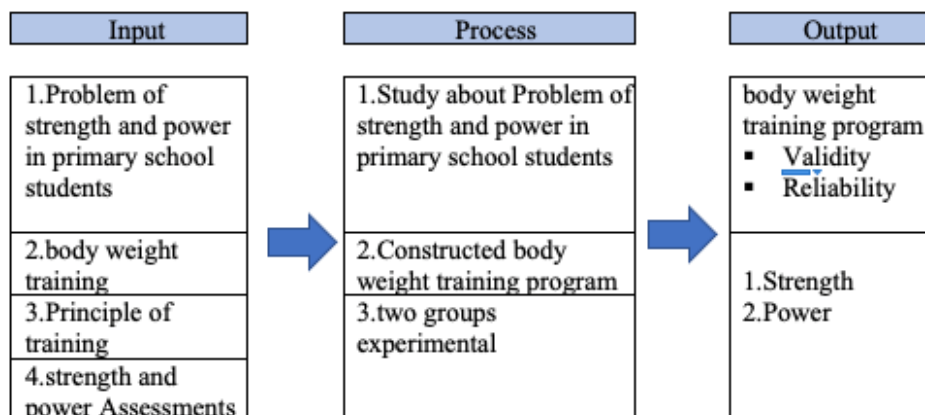 Input
Process
Output
1.Problem of
strength and power
in primary school
students
2.body weight
training
3.Principle of
training
4.strength and
power Assessments
1.Study about Problem of
strength and power in
primary school students
2.Constructed body
weight training program
3.two groups
experimental
body weight
training program
▪ Validity
▪ Reliability
1.Strength
2.Power